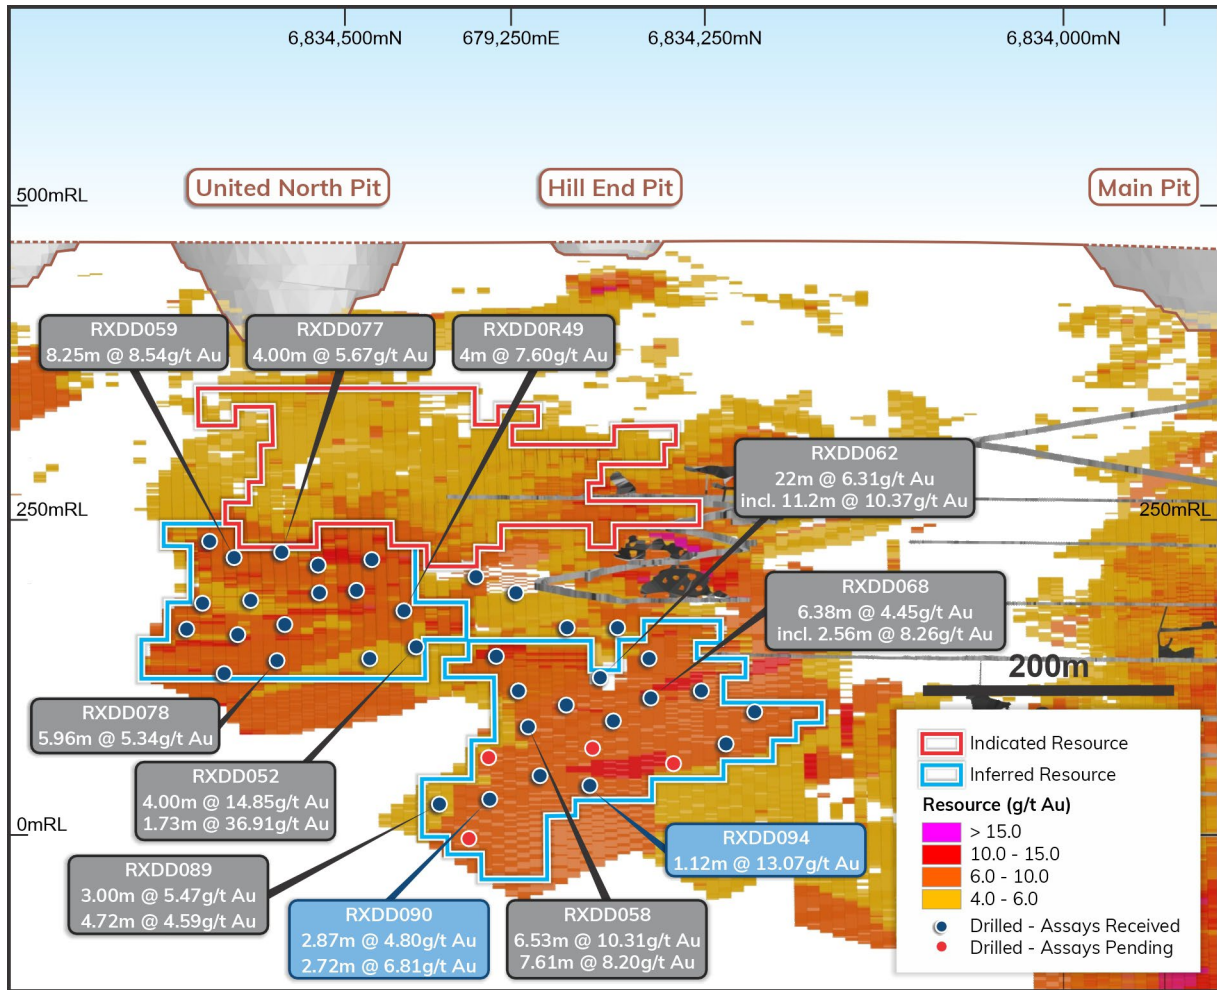 6,834,500mN
679,250mE
6,834,250mN
6,834,000mN
500mRL
United North Pit
Hill End Pit
Main Pit
RXDD059
8.25m @ 8.54g/t Au
RXDD077
4.00m @ 5.67g/t Au
RXDD0R49
4m @ 7.60g/t Au
RXDD062
22m @ 6.31g/t Au
incl. 11.2m @ 10.37g/t Au
250mRL
250mRL
RXDD068
6.38m @ 4.45g/t Au
incl. 2.56m @ 8.26g/t Au
200m
RXDD078
5.96m @ 5.34g/t Au
RXDD052
4.00m @ 14.85g/t Au
1.73m @ 36.91g/t Au
0mRL
RXDD089
3.00m @ 5.47g/t Au
4.72m @ 4.59g/t Au
RXDD090
2.87m @ 4.80g/t Au
2.72m @ 6.81g/t Au
RXDD058
6.53m @ 10.31g/t Au
7.61m @ 8.20g/t Au
RXDD094
1.12m @ 13.07g/t Au
Indicated Resource
Inferred Resource
Resource (g/t Au)
> 15.0
10.0 - 15.0
6.0 - 10.0
4.0 - 6.0
Drilled - Assays Received
Drilled - Assays Pending